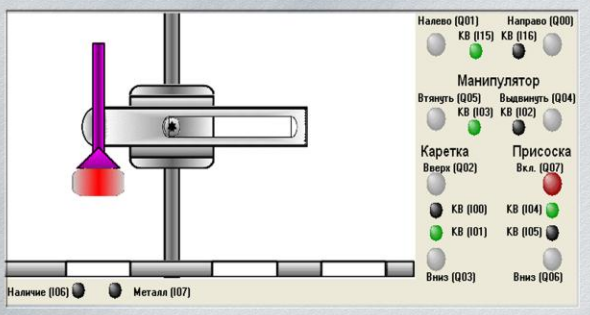 Налево (Q01) Направо (Q00)
КВ (I15) КВ (I16)
Манипулятор
Втянуть (Q05) Выдвинуть (Q04)
КВ (I03) КВ (I02)
Каретка Присоска
Вверх (Q02) Вкл. (Q07)
КВ (I00) КВ (I04)
КВ (I01) КВ (I05)
Вниз (Q03) Вниз (Q06)
Наличие (I06) Металл (I07)